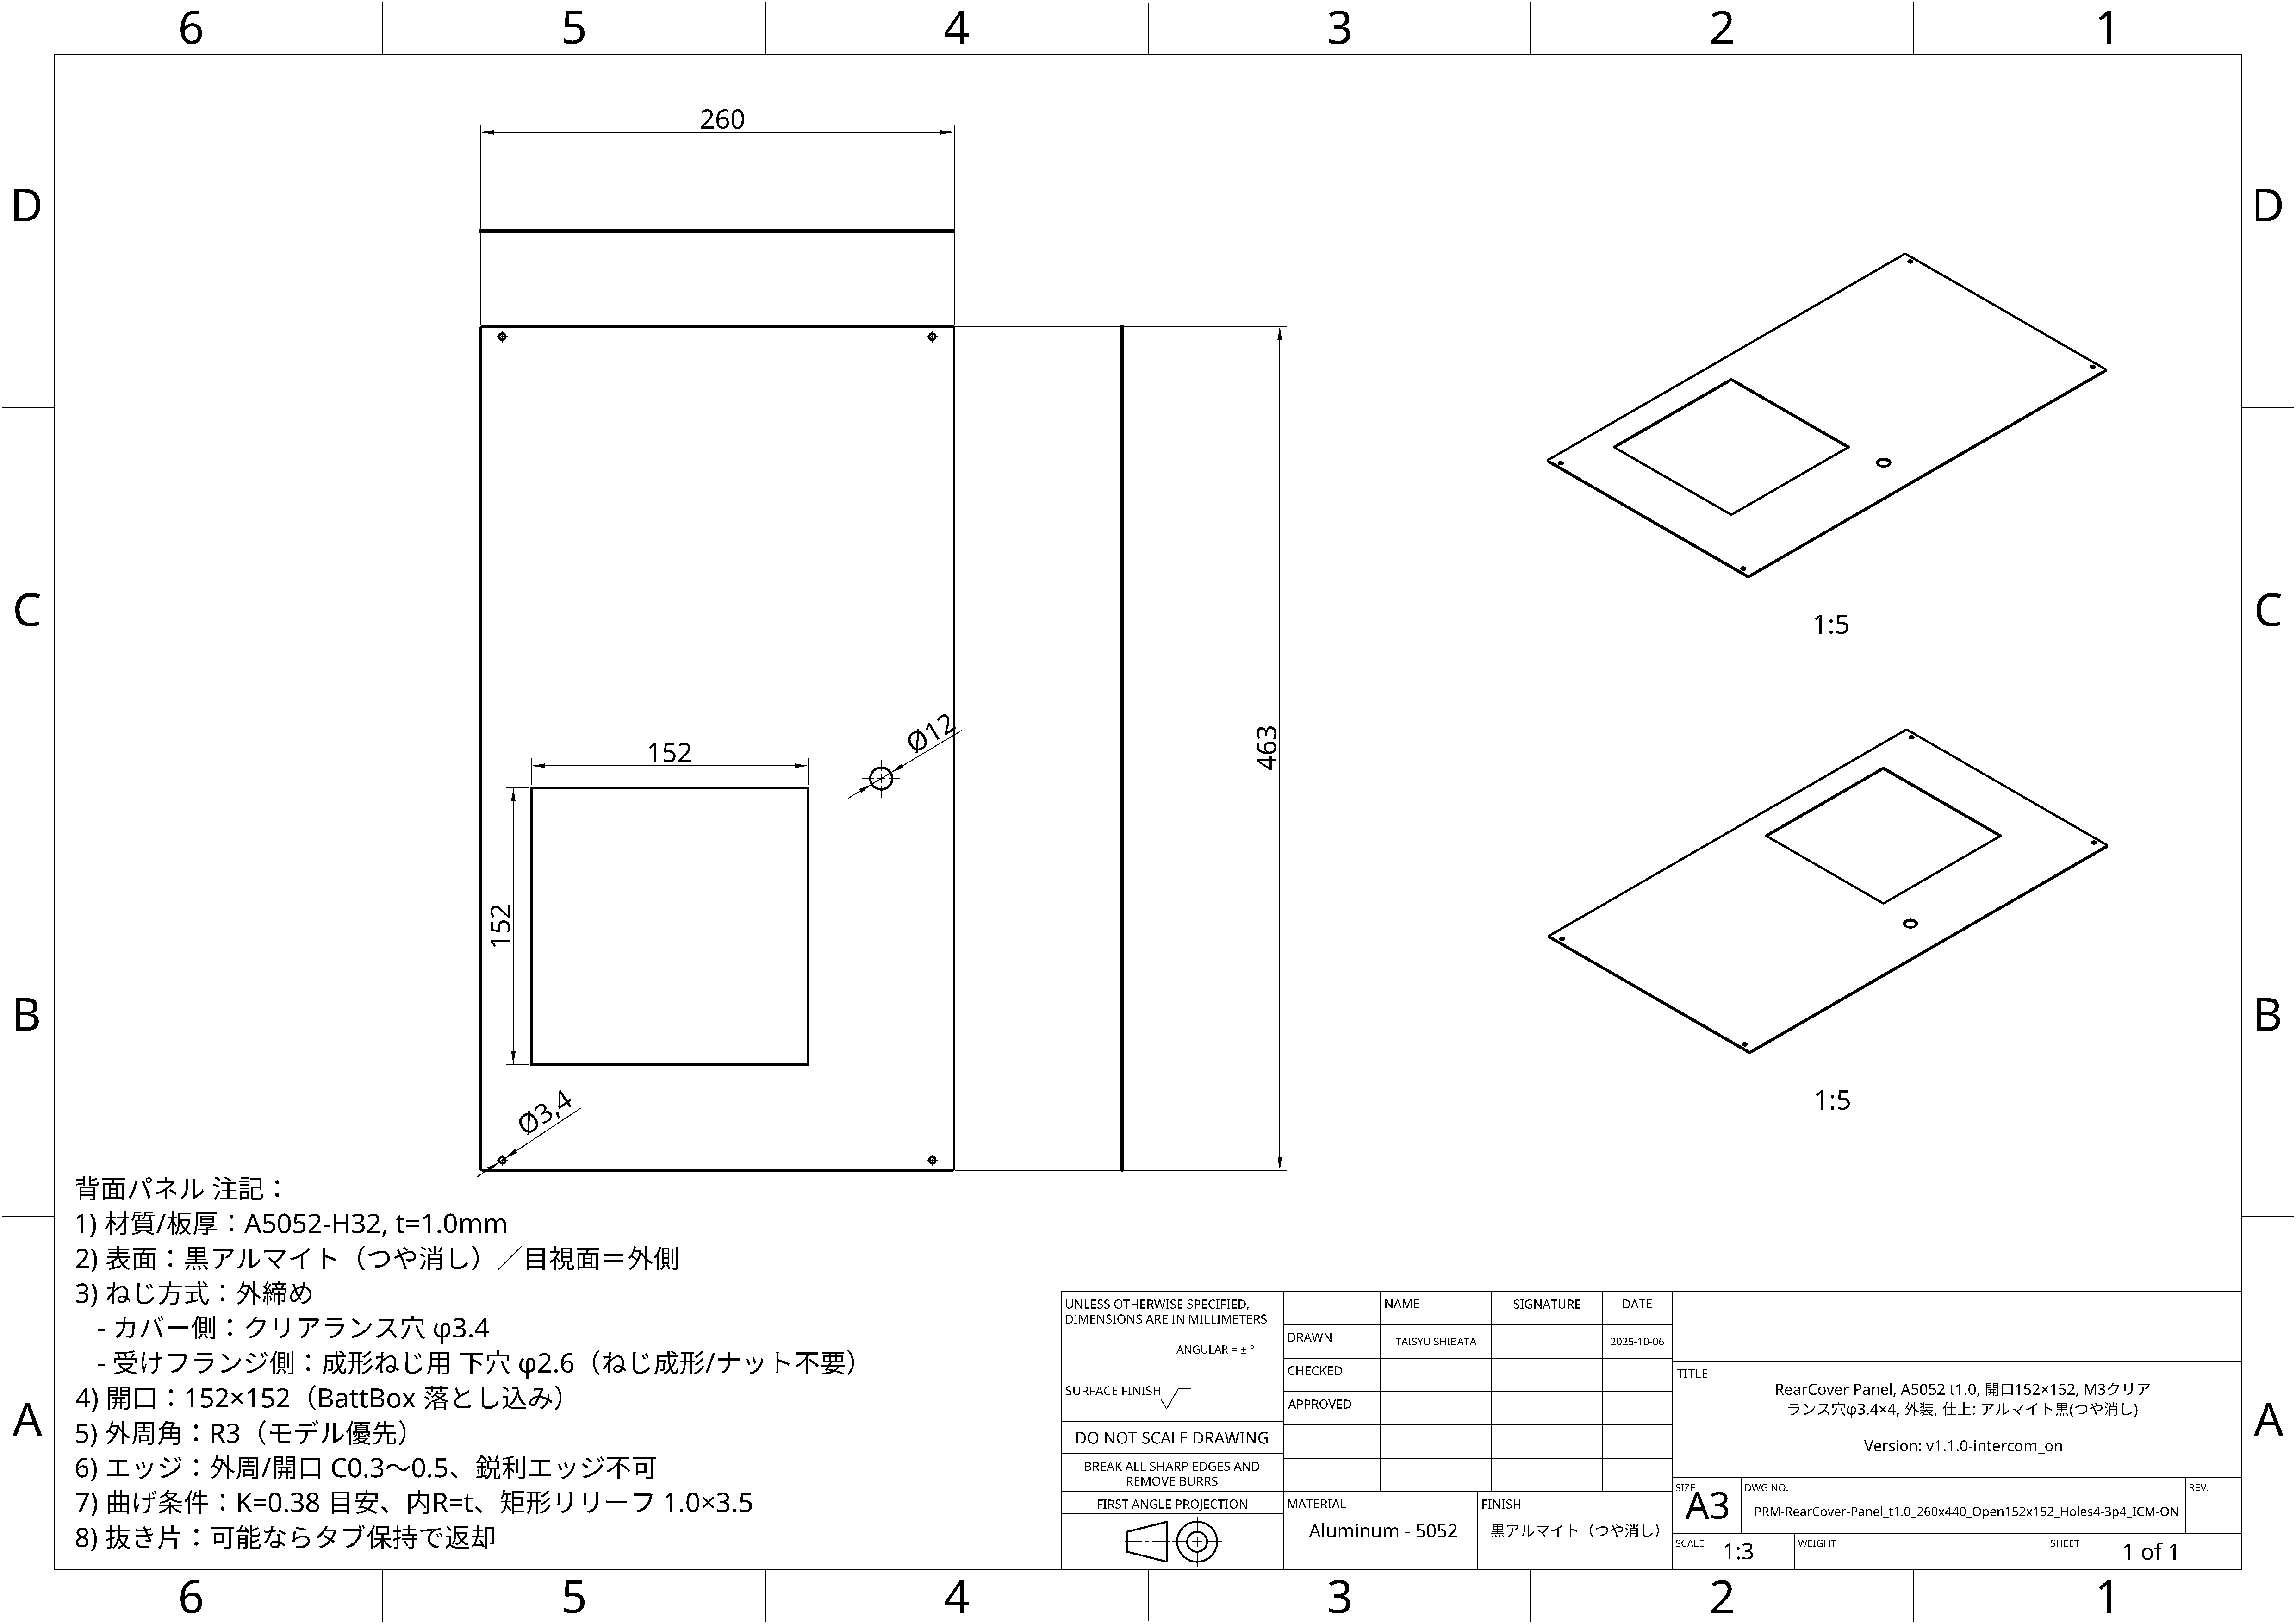 6 5 4 3 2 1
D
D
C
C
B
B
A
A
260
463
152
152
Ø12
Ø3,4
1:5
1:5
背面パネル 注記：
1) 材質/板厚：A5052-H32, t=1.0mm
2) 表面：黒アルマイト（つや消し）／目視面＝外側
3) ねじ方式：外締め
- カバー側：クリアランス穴 φ3.4
- 受けフランジ側：成形ねじ用 下穴 φ2.6（ねじ成形/ナット不要）
4) 開口：152×152（BattBox 落とし込み）
5) 外周角：R3（モデル優先）
6) エッジ：外周/開口 C0.3〜0.5、鋭利エッジ不可
7) 曲げ条件：K=0.38 目安、内R=t、矩形リリーフ 1.0×3.5
8) 抜き片：可能ならタブ保持で返却
UNLESS OTHERWISE SPECIFIED,
DIMENSIONS ARE IN MILLIMETERS
ANGULAR = ± °
SURFACE FINISH
DO NOT SCALE DRAWING
BREAK ALL SHARP EDGES AND
REMOVE BURRS
FIRST ANGLE PROJECTION
NAME SIGNATURE DATE
DRAWN TAISYU SHIBATA 2025-10-06
CHECKED
APPROVED
MATERIAL
Aluminum - 5052
FINISH
黒アルマイト（つや消し）
TITLE
RearCover Panel, A5052 t1.0, 開口152×152, M3クリア
ランス穴φ3.4×4, 外装, 仕上: アルマイト黒(つや消し)
Version: v1.1.0-intercom_on
SIZE
A3
DWG NO.
PRM-RearCover-Panel_t1.0_260x440_Open152x152_Holes4-3p4_ICM-ON
REV.
SCALE 1:3
WEIGHT
SHEET 1 of 1
6 5 4 3 2 1